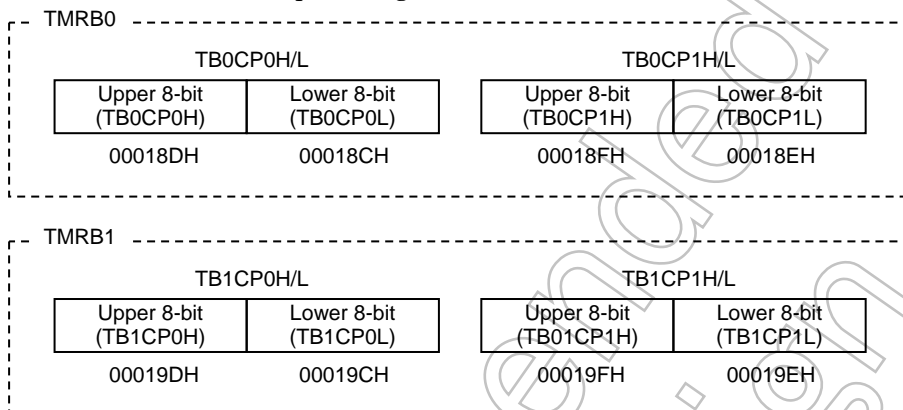 TMRB0
TB0CP0H/L TB0CP1H/L
Upper 8-bit Lower 8-bit Upper 8-bit Lower 8-bit
(TB0CP0H) (TB0CP0L) (TB0CP1H) (TB0CP1L)
00018DH 00018CH 00018FH 00018EH
TMRB1
TB1CP0H/L TB1CP1H/L
Upper 8-bit Lower 8-bit Upper 8-bit Lower 8-bit
(TB1CP0H) (TB1CP0L) (TB01CP1H) (TB1CP1L)
00019DH 00019CH 00019FH 00019EH